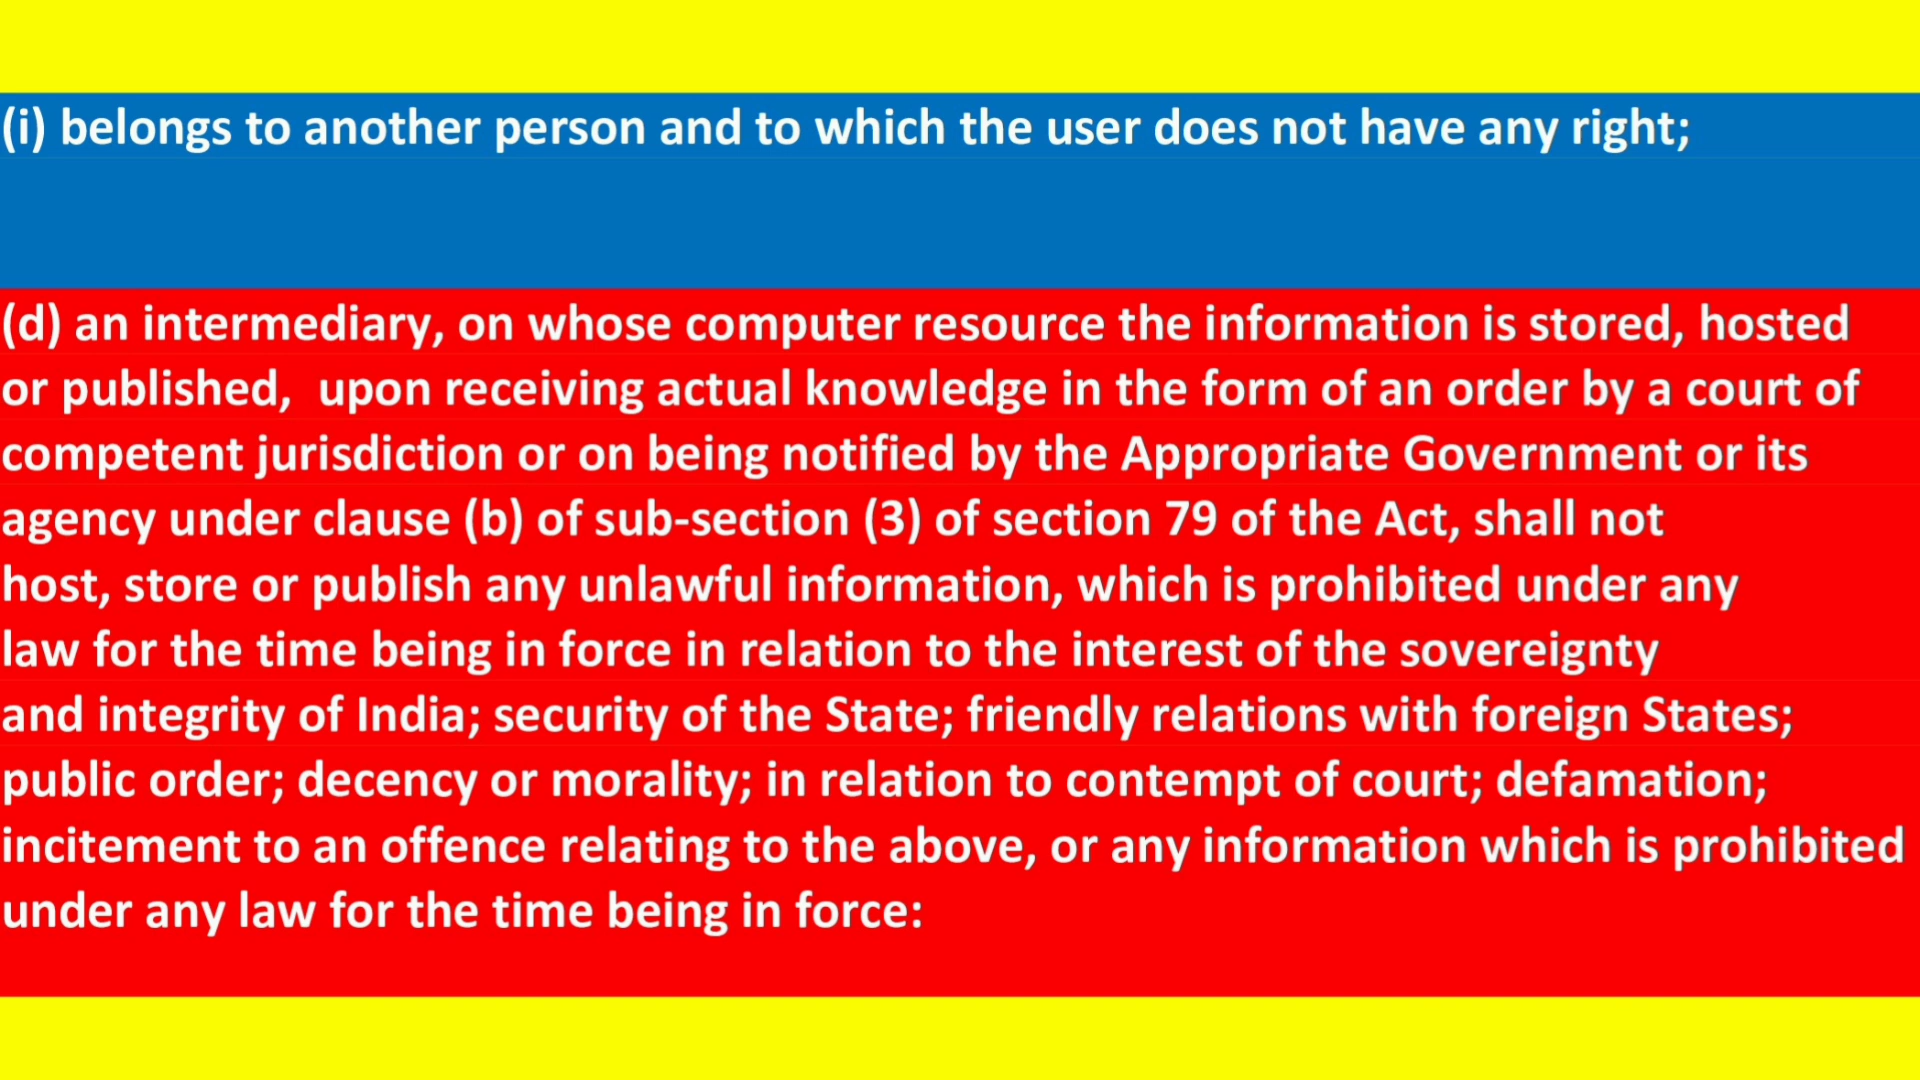 (i) belongs to another person and to which the user does not have any right;
(d) an intermediary, on whose computer resource the information is stored, hosted
or published,  upon receiving actual knowledge in the form of an order by a court of
competent jurisdiction or on being notified by the Appropriate Government or its
agency under clause (b) of sub-section (3) of section 79 of the Act, shall not
host, store or publish any unlawful information, which is prohibited under any
law for the time being in force in relation to the interest of the sovereignty
and integrity of India; security of the State; friendly relations with foreign States;
public order; decency or morality; in relation to contempt of court; defamation;
incitement to an offence relating to the above, or any information which is prohibited
under any law for the time being in force: